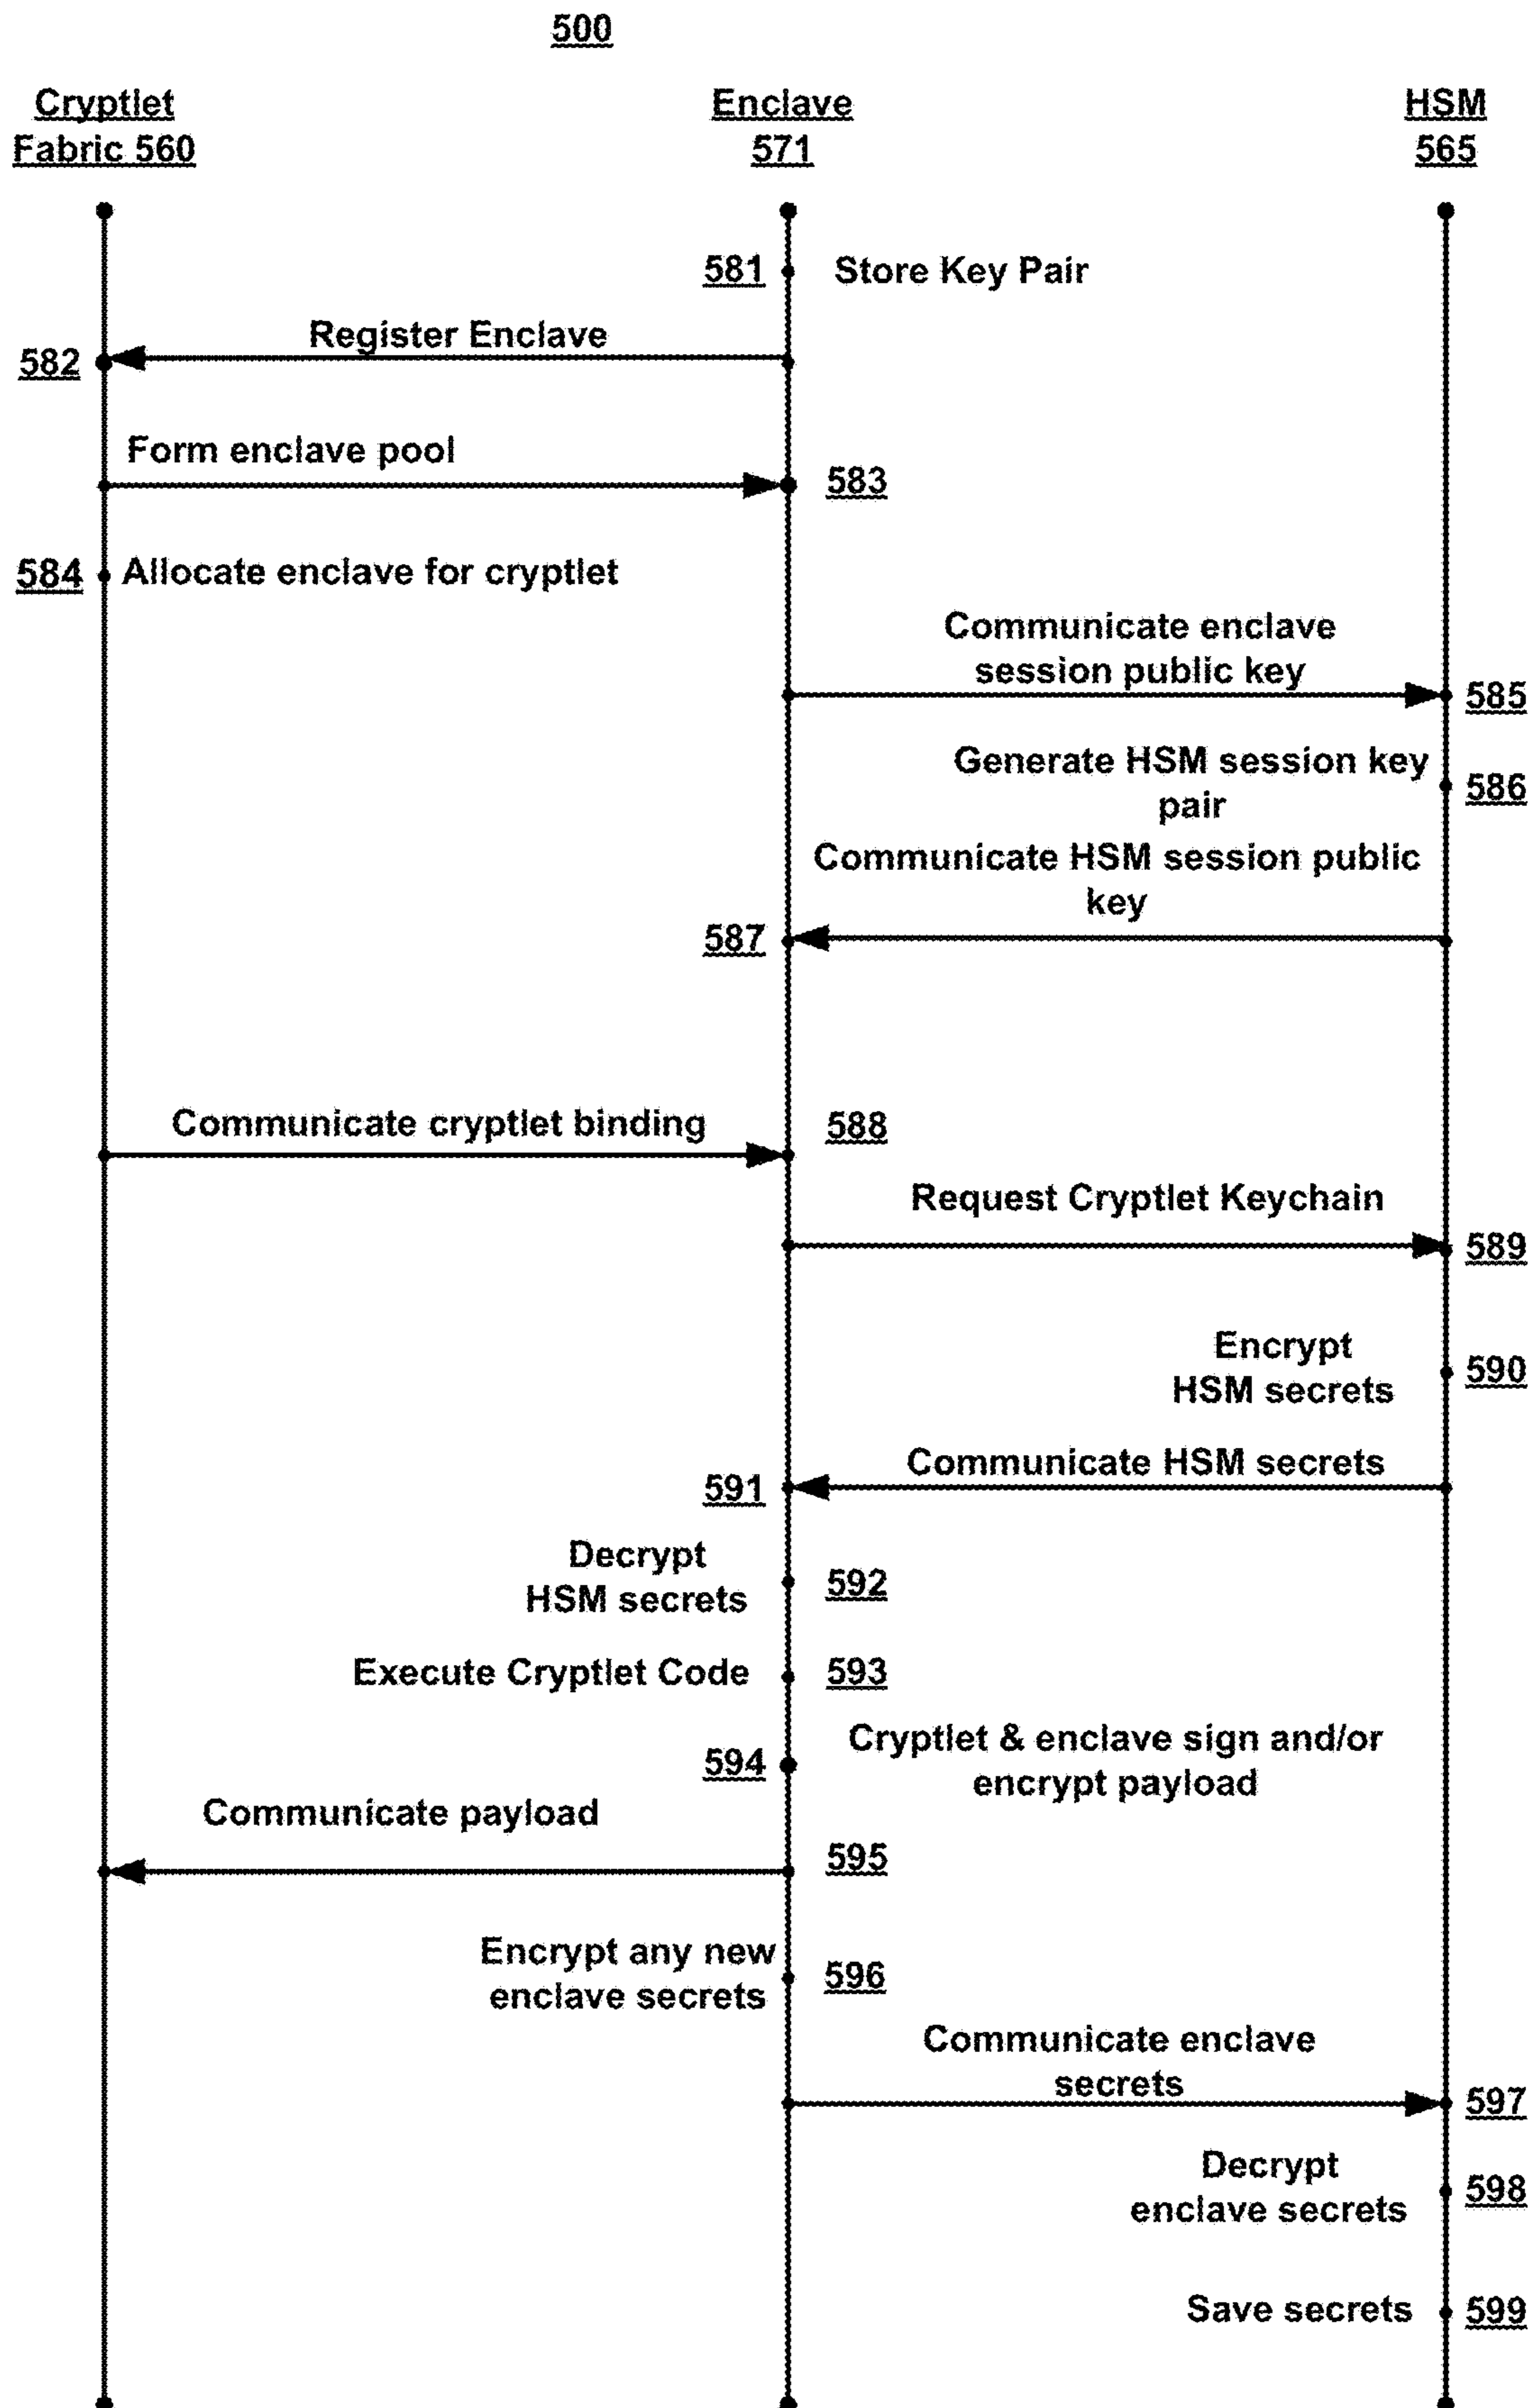 500
Cryptlet
Fabric 560
Enclave
571
HSM
565
581
Store Key Pair
Register Enclave
582
Form enclave pool
583
584
Allocate enclave for cryptlet
Communicate enclave
session public key
585
Generate HSM session key
pair
586
Communicate HSM session public
key
587
Communicate cryptlet binding
588
Request Cryptlet Keychain
589
Encrypt
HSM secrets
590
Communicate HSM secrets
591
Decrypt
HSM secrets
592
Execute Cryptlet Code
593
Cryptlet & enclave sign and/or
encrypt payload
594
Communicate payload
595
Encrypt any new
enclave secrets
596
Communicate enclave
secrets
597
Decrypt
enclave secrets
598
Save secrets
599